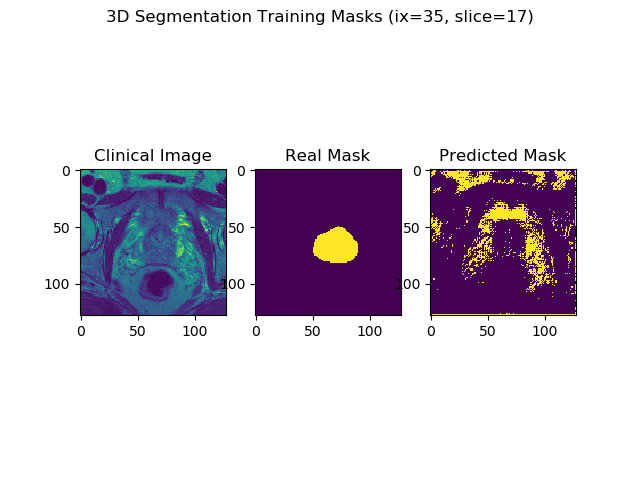 3D Segmentation Training Masks (ix=35, slice=17)
Clinical Image Real Mask Predicted Mask
0 0 0
50 50 50
100 100 100
0 50 100 0 50 100 0 50 100